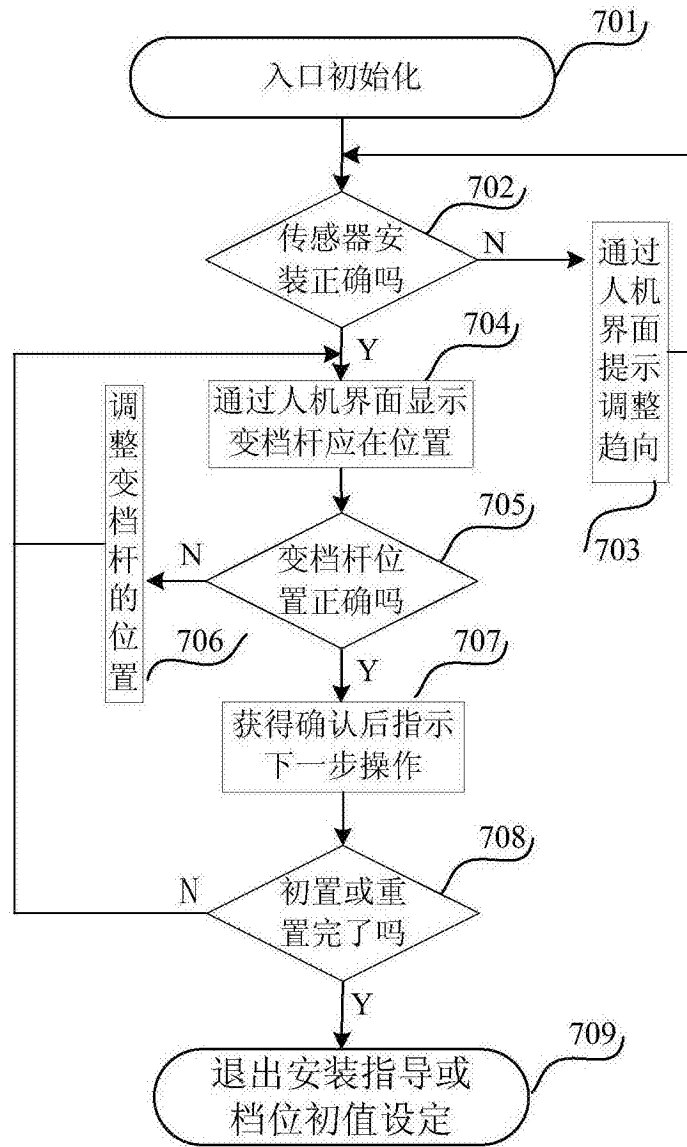 701
入口初始化
702
传感器安
装正确吗
N
通过
人机
界面
提示
调整
趋向
703
Y
704
通过人机界面显示
变档杆应在位置
调
整
变
档
杆
的
位
置
705
变档杆位
置正确吗
N
706
Y
707
获得确认后指示
下一步操作
708
初置或重
置完了吗
N
Y
709
退出安装指导或
档位初值设定